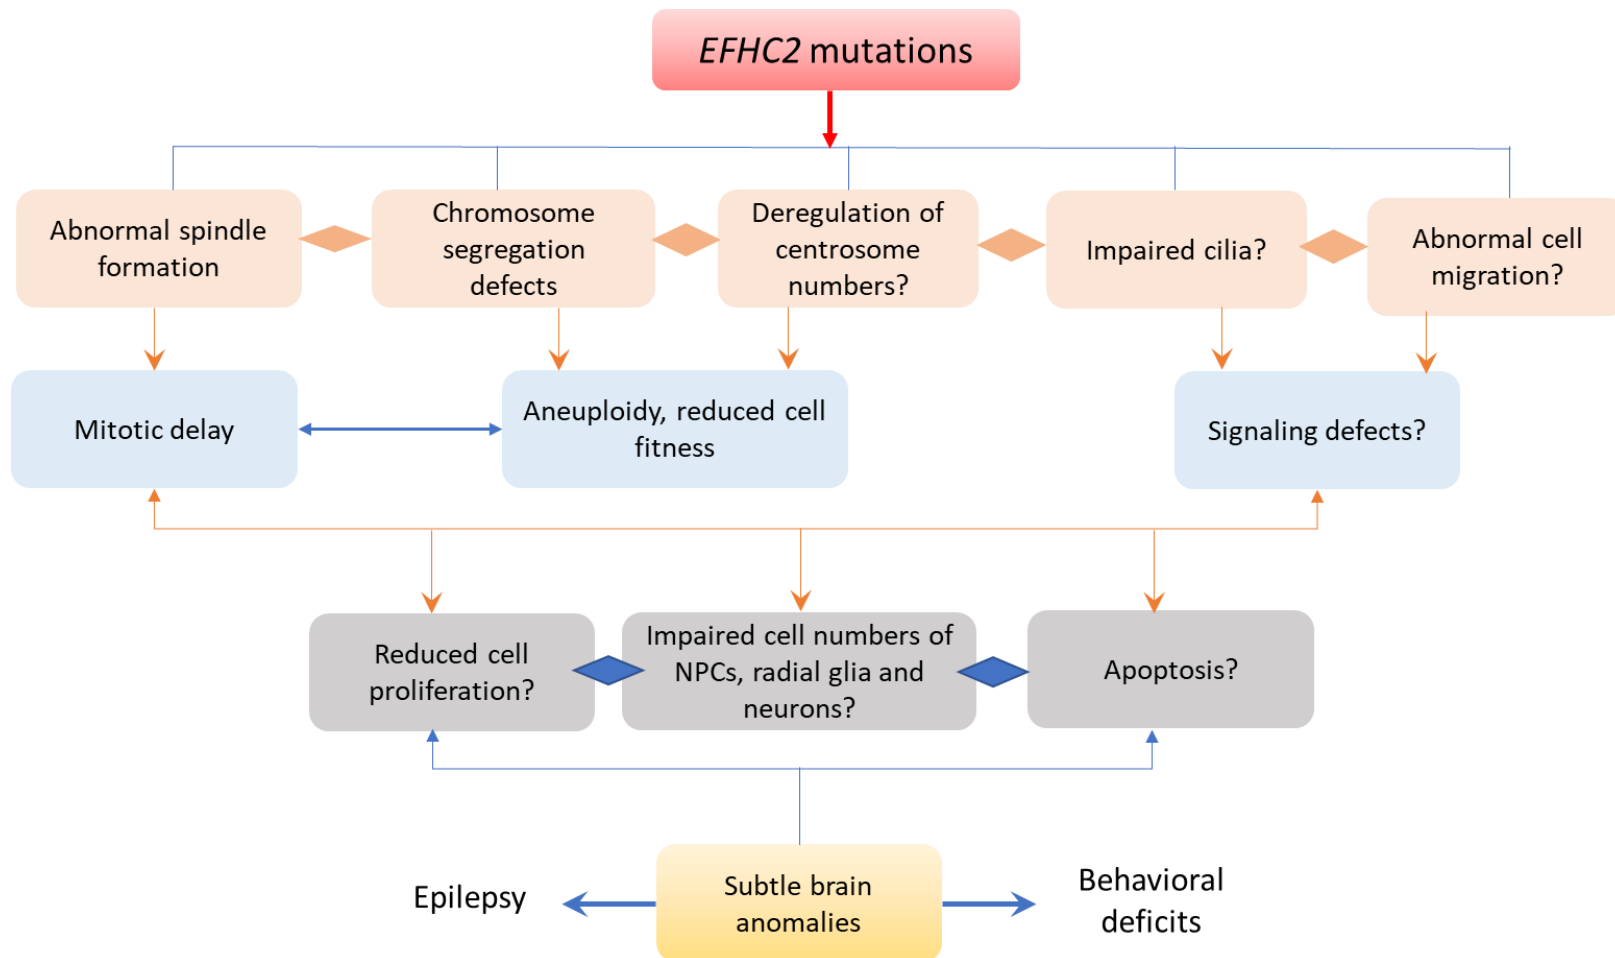 EFHC2 mutations
Abnormal spindle
formation
Chromosome
segregation
defects
Deregulation of
centrosome
numbers?
Impaired cilia?
Abnormal cell
migration?
Mitotic delay
Aneuploidy, reduced cell
fitness
Signaling defects?
Reduced cell
proliferation?
Impaired cell numbers of
NPCs, radial glia and
neurons?
Apoptosis?
Epilepsy
Subtle brain
anomalies
Behavioral
deficits